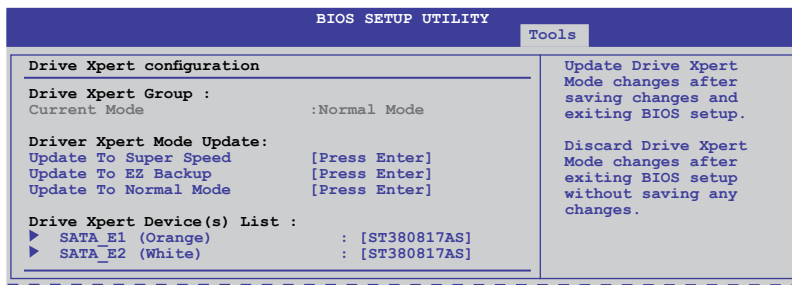 BIOS SETUP UTILITY
Tools
Drive Xpert configuration
Drive Xpert Group :
Current Mode :Normal Mode
Driver Xpert Mode Update:
Update To Super Speed [Press Enter]
Update To EZ Backup [Press Enter]
Update To Normal Mode [Press Enter]
Drive Xpert Device(s) List :
SATA_E1 (Orange) : [ST380817AS]
SATA_E2 (White) : [ST380817AS]
Update Drive Xpert
Mode changes after
saving changes and
exiting BIOS setup.
Discard Drive Xpert
Mode changes after
exiting BIOS setup
without saving any
changes.